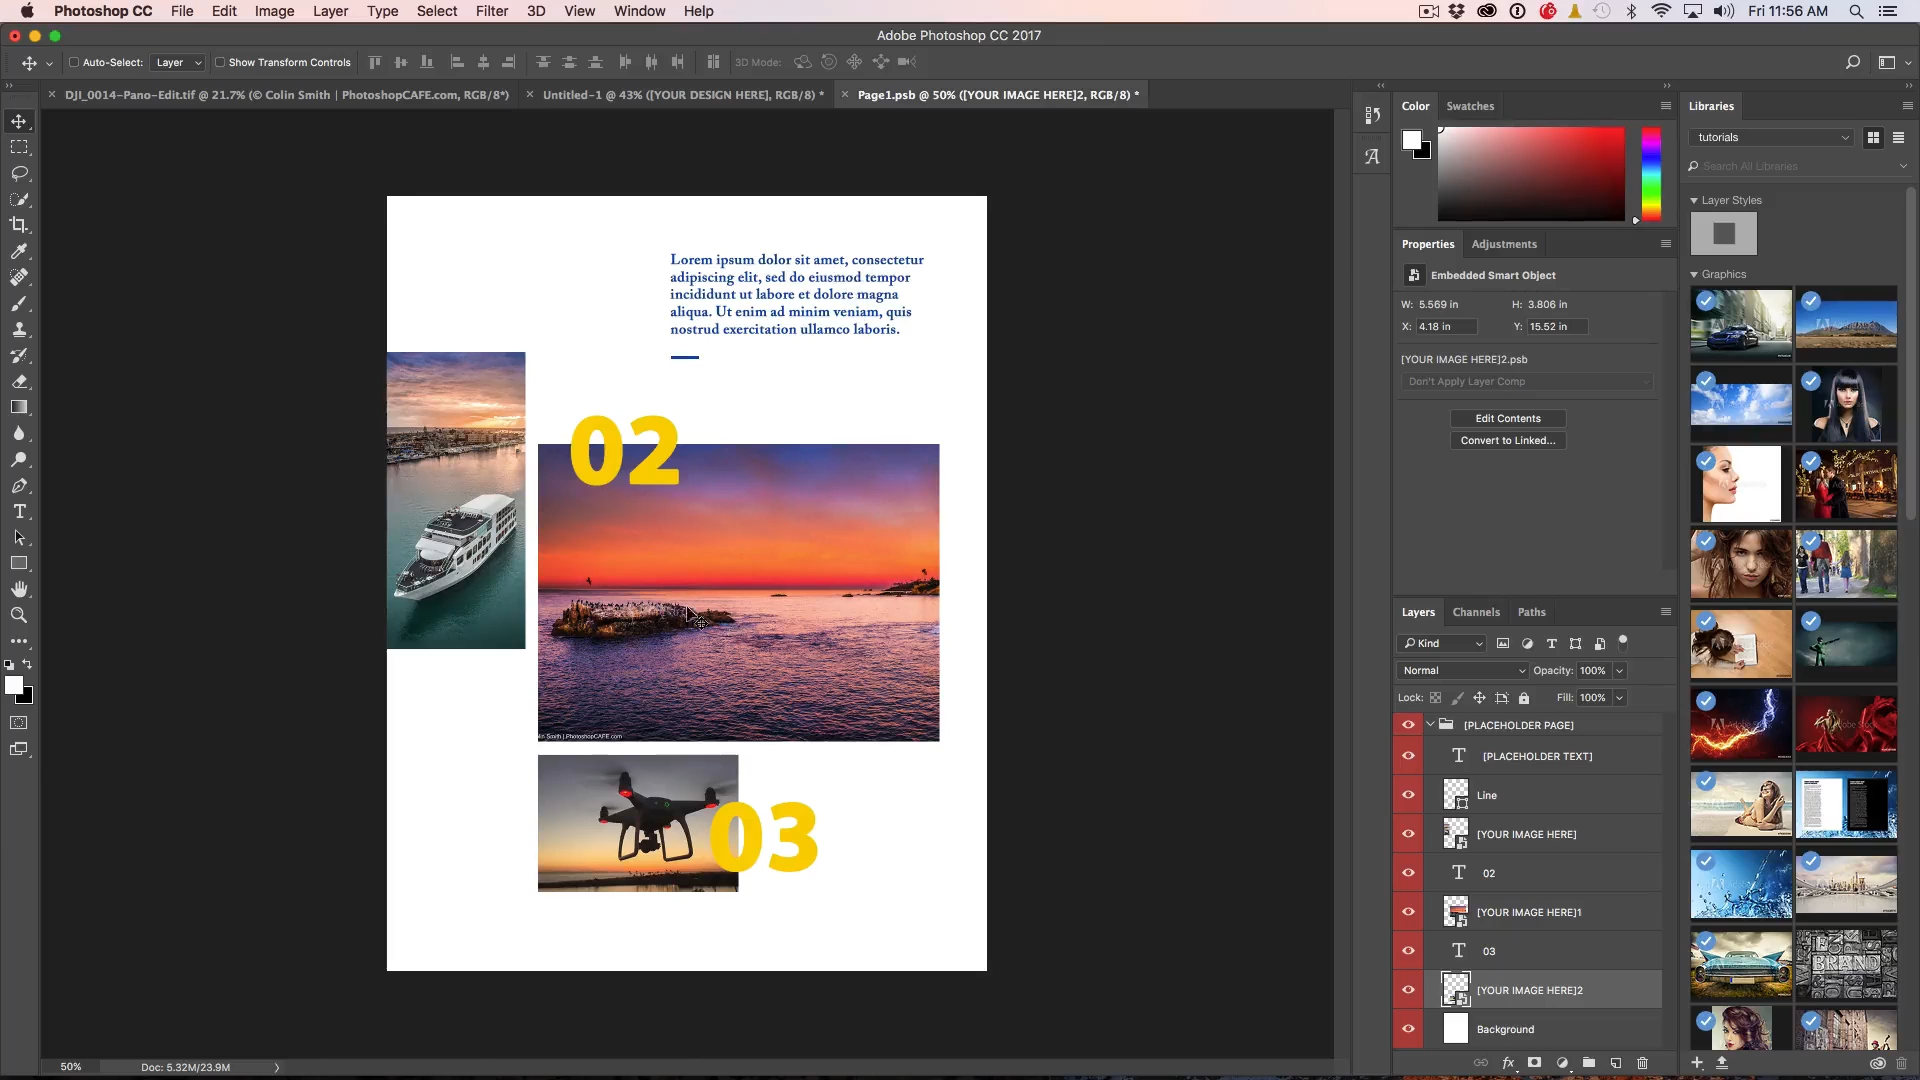 Photoshop CC File Edit Image Layer Type Select Filter 3D View Window Help
Fri 11:56 AM
Adobe Photoshop CC 2017
Auto-Select: Layer Show Transform Controls 3D Mode:
DJI_0014-Pano-Edit.tif @ 21.7% (© Colin Smith | PhotoshopCAFE.com, RGB/8*)
Untitled-1 @ 43% ([YOUR DESIGN HERE], RGB/8) *
Page1.psb @ 50% ([YOUR IMAGE HERE]2, RGB/8) *
Lorem ipsum dolor sit amet, consectetur
adipiscing elit, sed do eiusmod tempor
incididunt ut labore et dolore magna
aliqua. Ut enim ad minim veniam, quis
nostrud exercitation ullamco laboris.
02
lin Smith | PhotoshopCAFE.com
03
50% Doc: 5.32M/23.9M
Color Swatches
Properties Adjustments
Embedded Smart Object
W: 5.569 in H: 3.806 in
X: 4.18 in Y: 15.52 in
[YOUR IMAGE HERE]2.psb
Don't Apply Layer Comp
Edit Contents
Convert to Linked...
Layers Channels Paths
Kind
Normal Opacity: 100%
Lock: Fill: 100%
[PLACEHOLDER PAGE]
[PLACEHOLDER TEXT]
Line
[YOUR IMAGE HERE]
02
[YOUR IMAGE HERE]1
03
[YOUR IMAGE HERE]2
Background
Libraries
tutorials
Search All Libraries
Layer Styles
Graphics
BRAND